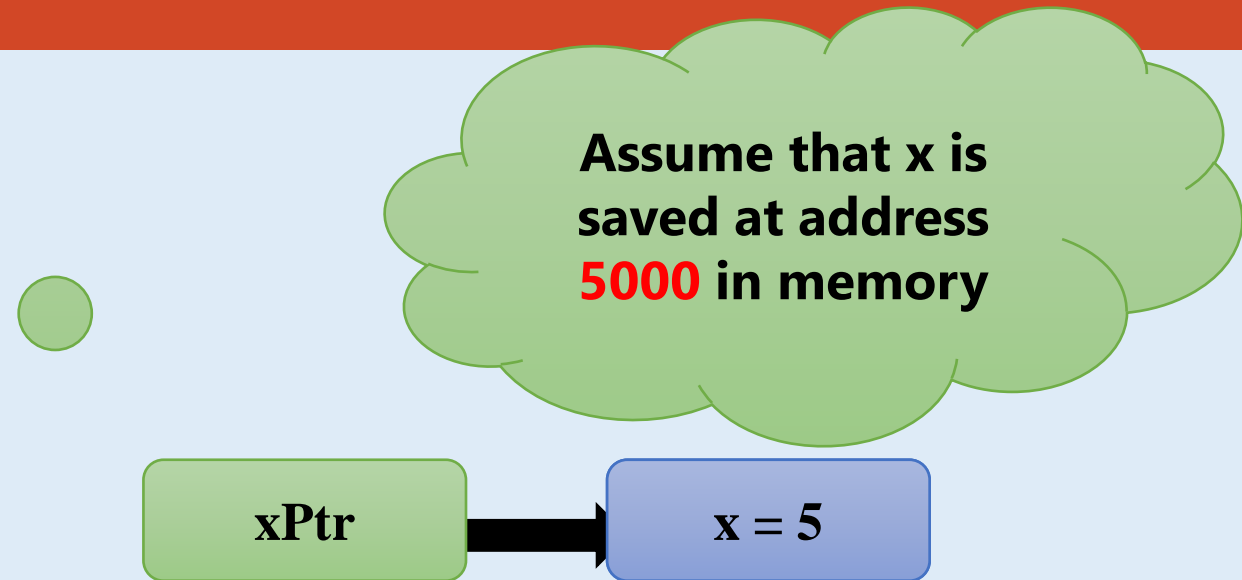 Assume that x is
saved at address
5000 in memory
xPtr
x = 5